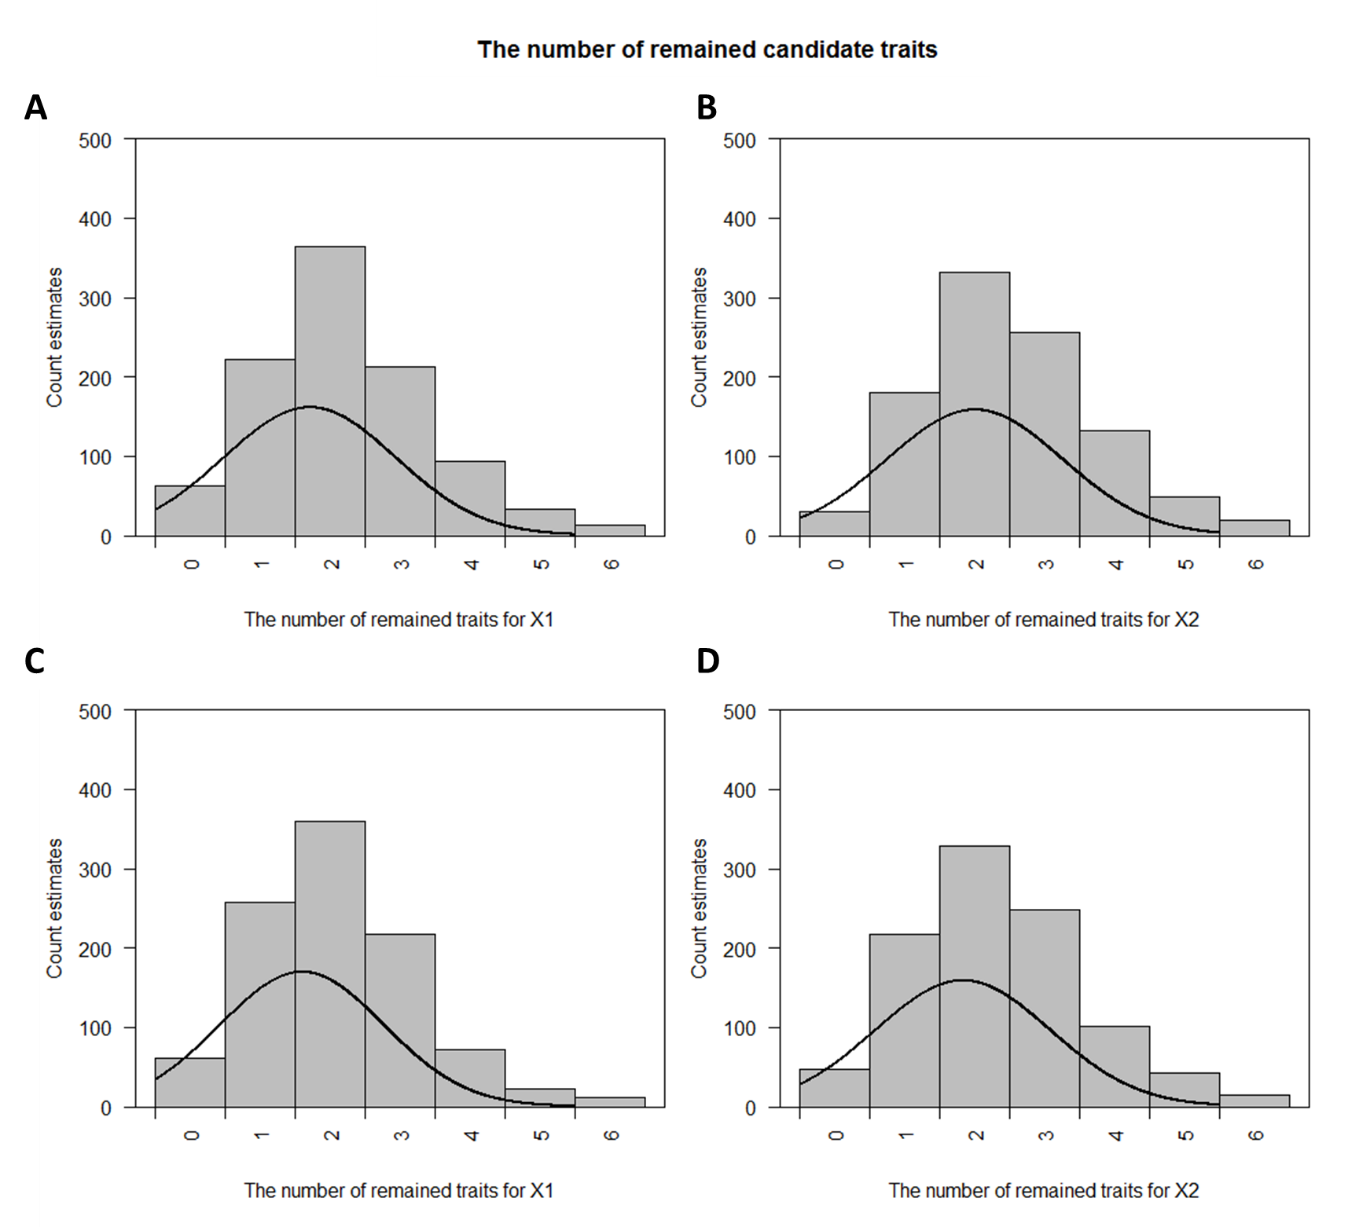 The number of remained candidate traits
A
500
400
300
200
100
0
Count estimates
0 1 2 3 4 5 6
The number of remained traits for X1
B
500
400
300
200
100
0
Count estimates
0 1 2 3 4 5 6
The number of remained traits for X2
C
500
400
300
200
100
0
Count estimates
0 1 2 3 4 5 6
The number of remained traits for X1
D
500
400
300
200
100
0
Count estimates
0 1 2 3 4 5 6
The number of remained traits for X2